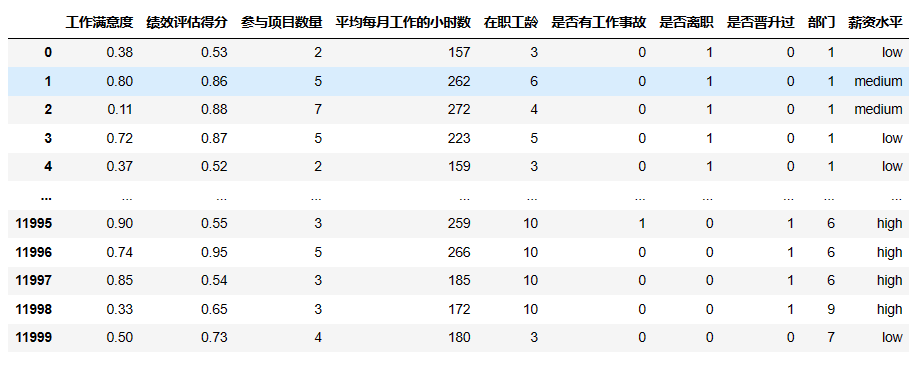 工作满意度 绩效评估得分 参与项目数量 平均每月工作的小时数 在职工龄 是否有工作事故 是否离职 是否晋升过 部门 薪资水平
0 0.38 0.53 2 157 3 0 1 0 1 low
1 0.80 0.86 5 262 6 0 1 0 1 medium
2 0.11 0.88 7 272 4 0 1 0 1 medium
3 0.72 0.87 5 223 5 0 1 0 1 low
4 0.37 0.52 2 159 3 0 1 0 1 low
... ... ... ... ... ... ... ... ... ... ...
11995 0.90 0.55 3 259 10 1 0 1 6 high
11996 0.74 0.95 5 266 10 0 0 1 6 high
11997 0.85 0.54 3 185 10 0 0 1 6 high
11998 0.33 0.65 3 172 10 0 0 1 9 high
11999 0.50 0.73 4 180 3 0 0 0 7 low